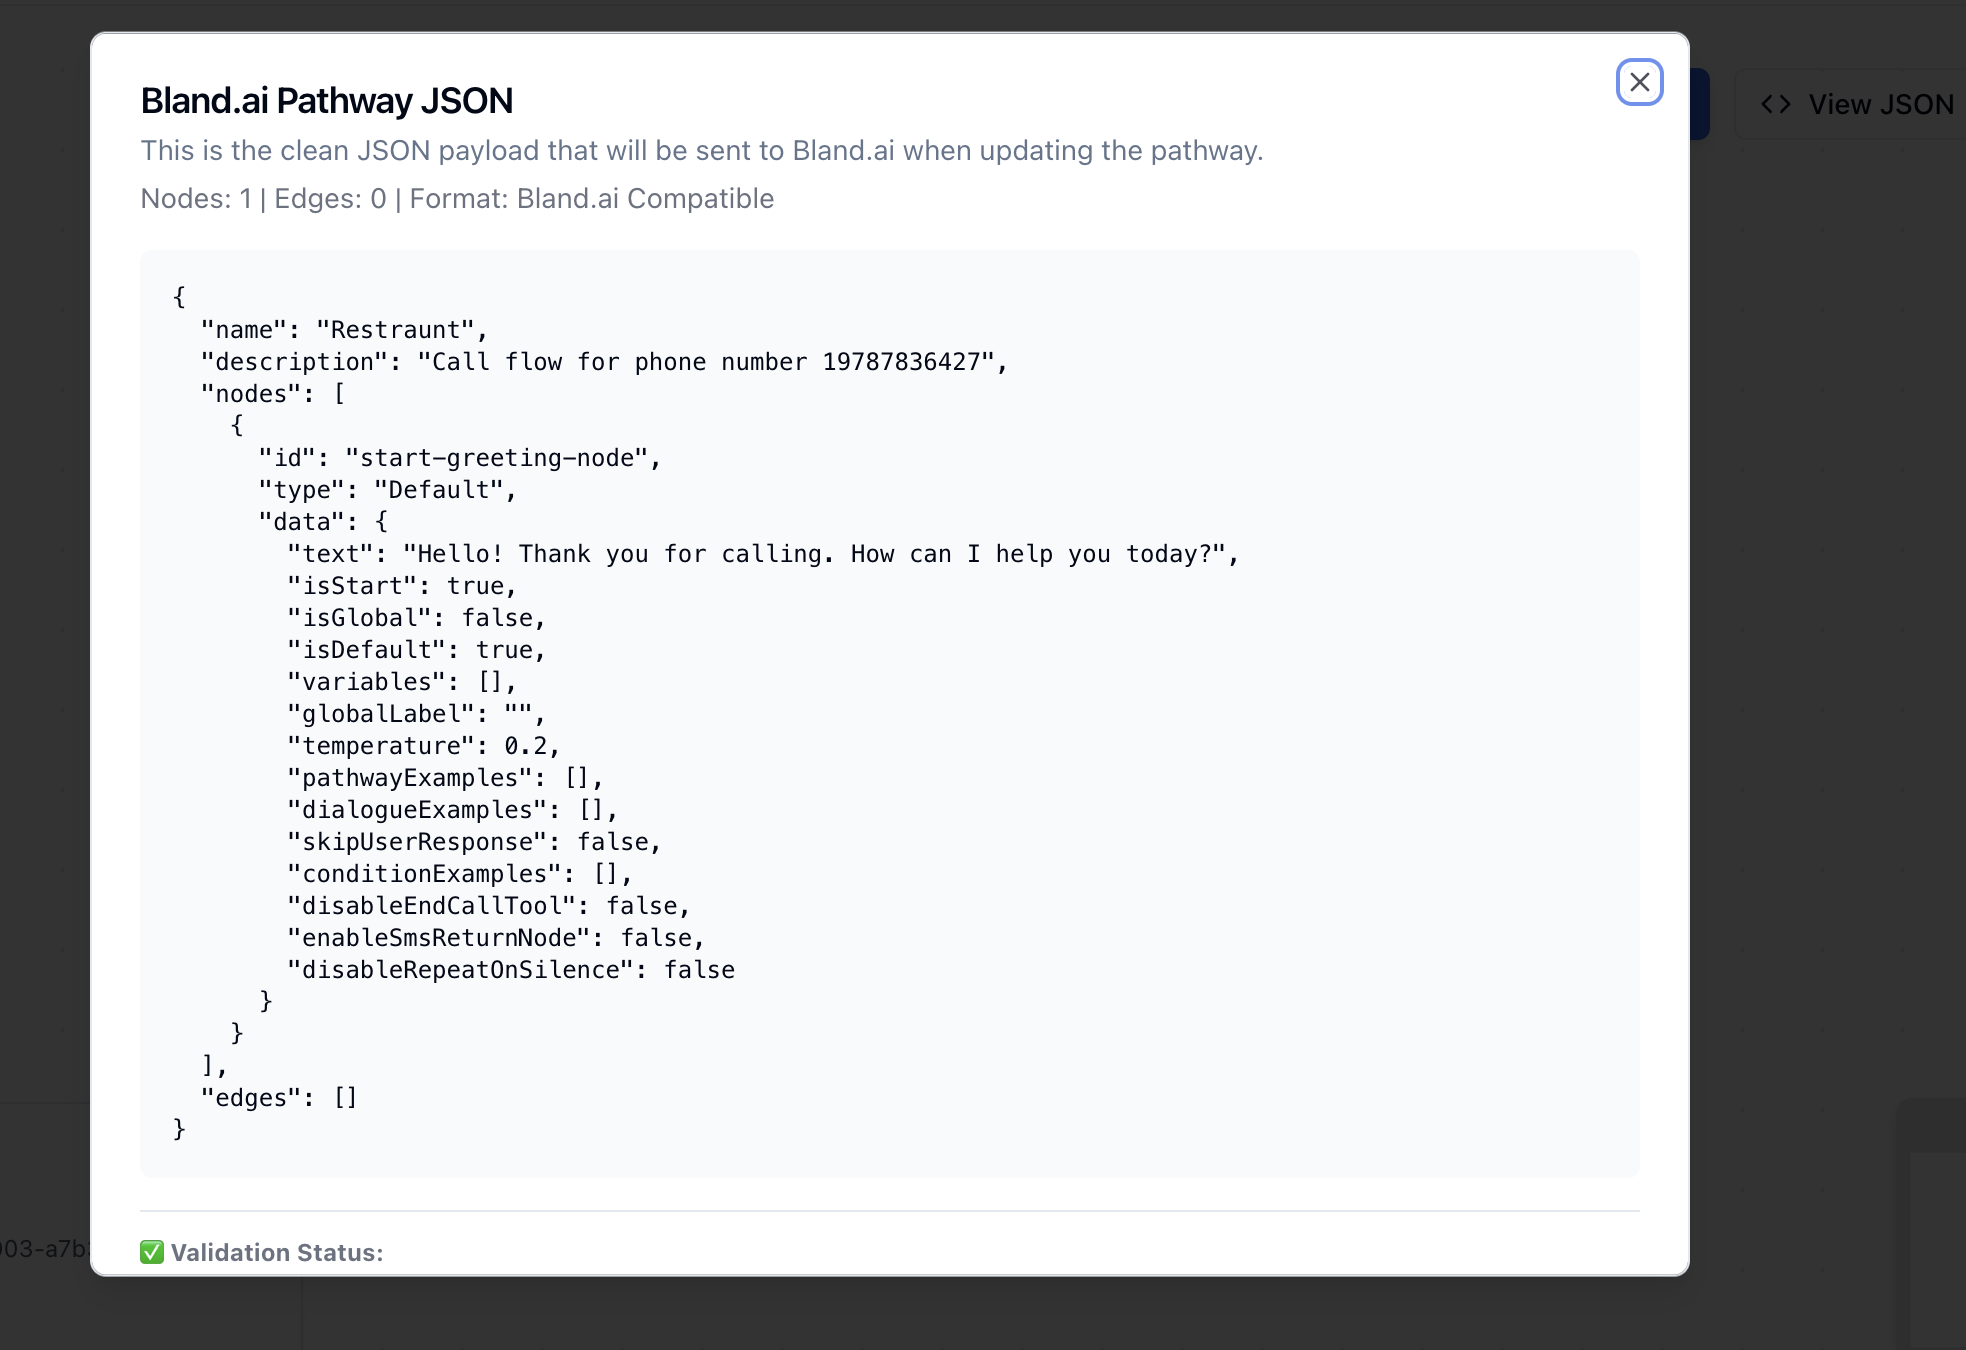 Bland.ai Pathway JSON
This is the clean JSON payload that will be sent to Bland.ai when updating the pathway.
Nodes: 1 | Edges: 0 | Format: Bland.ai Compatible
<> View JSON
{
  "name": "Restraunt",
  "description": "Call flow for phone number 19787836427",
  "nodes": [
    {
      "id": "start-greeting-node",
      "type": "Default",
      "data": {
        "text": "Hello! Thank you for calling. How can I help you today?",
        "isStart": true,
        "isGlobal": false,
        "isDefault": true,
        "variables": [],
        "globalLabel": "",
        "temperature": 0.2,
        "pathwayExamples": [],
        "dialogueExamples": [],
        "skipUserResponse": false,
        "conditionExamples": [],
        "disableEndCallTool": false,
        "enableSmsReturnNode": false,
        "disableRepeatOnSilence": false
      }
    }
  ],
  "edges": []
}
✅ Validation Status: